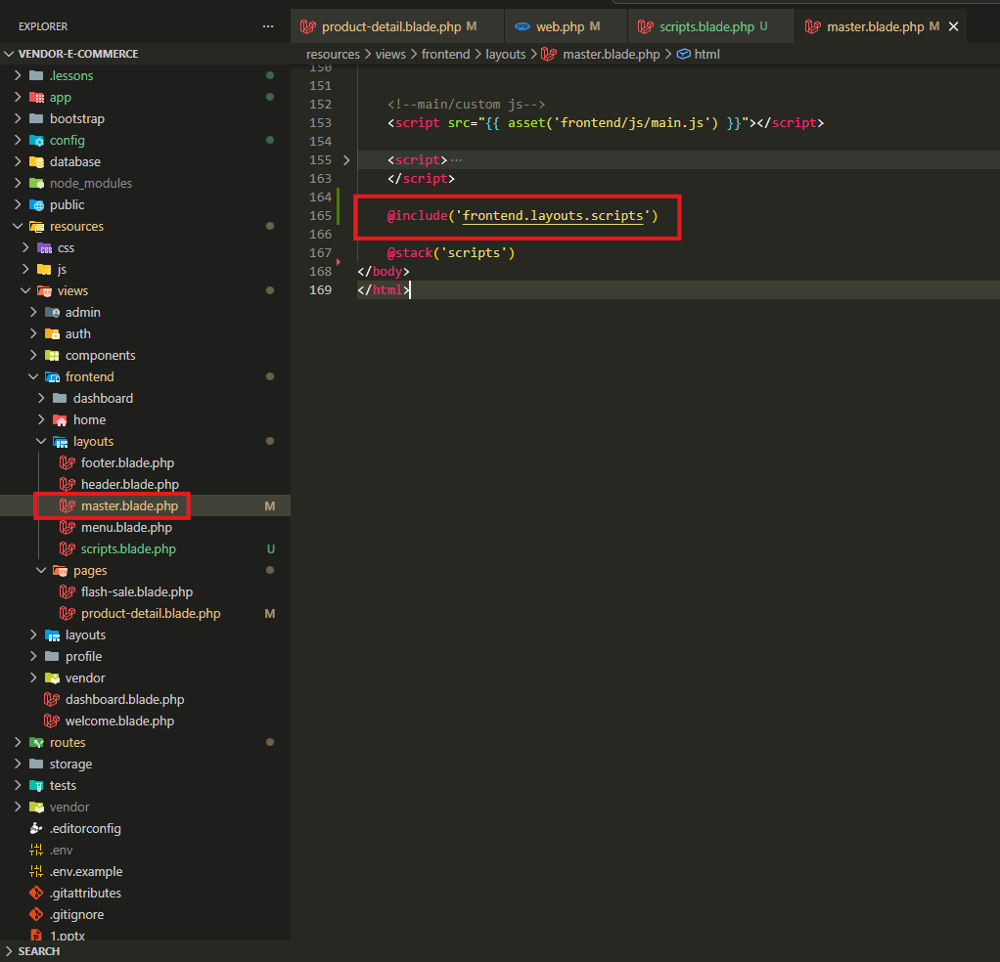 EXPLORER
VENDOR-E-COMMERCE
.lessons
app
bootstrap
config
database
node_modules
public
resources
css
js
views
admin
auth
components
frontend
dashboard
home
layouts
footer.blade.php
header.blade.php
master.blade.php M
menu.blade.php
scripts.blade.php U
pages
flash-sale.blade.php
product-detail.blade.php M
layouts
profile
vendor
dashboard.blade.php
welcome.blade.php
routes
storage
tests
vendor
.editorconfig
.env
.env.example
.gitattributes
.gitignore
1.pptx
SEARCH
product-detail.blade.php M web.php M scripts.blade.php U master.blade.php M
resources > views > frontend > layouts > master.blade.php > html
150
151
152 <!--main/custom js-->
153 <script src="{{ asset('frontend/js/main.js') }}"></script>
154
155 <script>···
163 </script>
164
165 @include('frontend.layouts.scripts')
166
167 @stack('scripts')
168 </body>
169 </html>